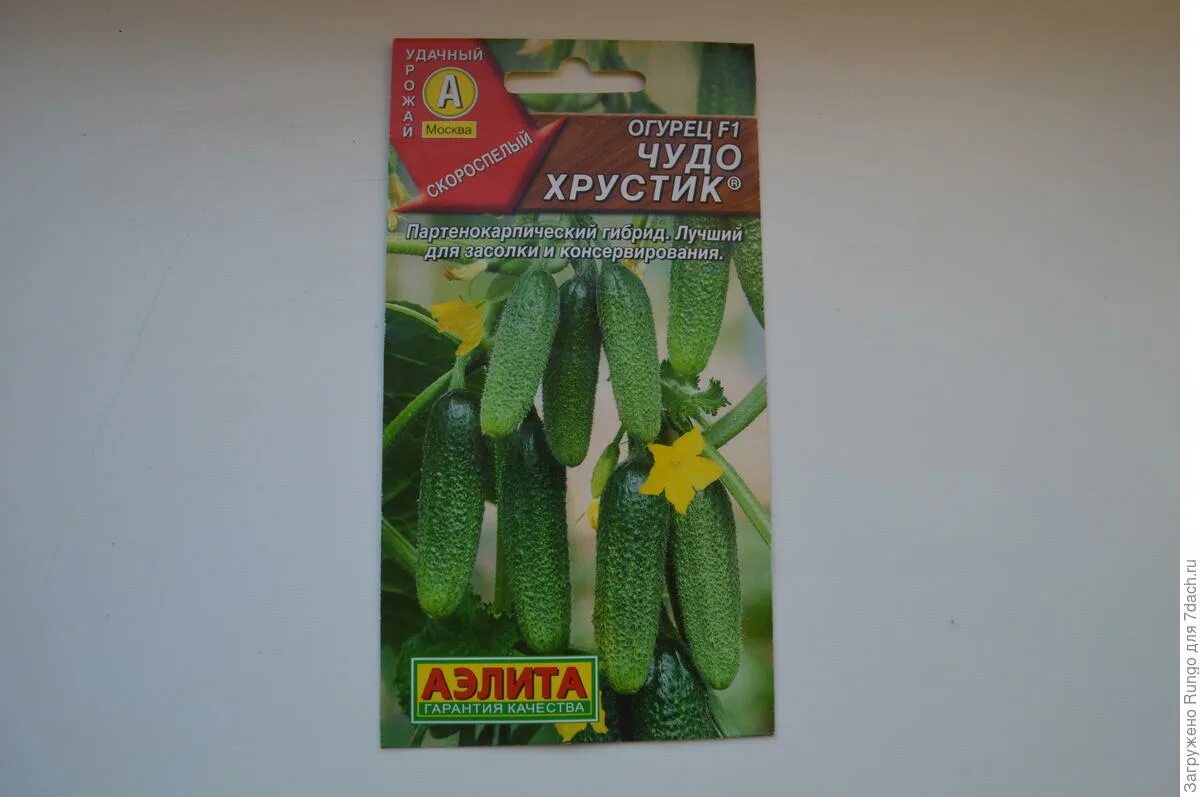 УДАЧНЫЙ
УРОЖАЙ
А
Москва
СКОРОСПЕЛЫЙ
ОГУРЕЦ F1
ЧУДО
ХРУСТИК®
Партенокарпический гибрид. Лучший
для засолки и консервирования.
АЭЛИТА
ГАРАНТИЯ КАЧЕСТВА
Загружено Rungo для 7dach.ru